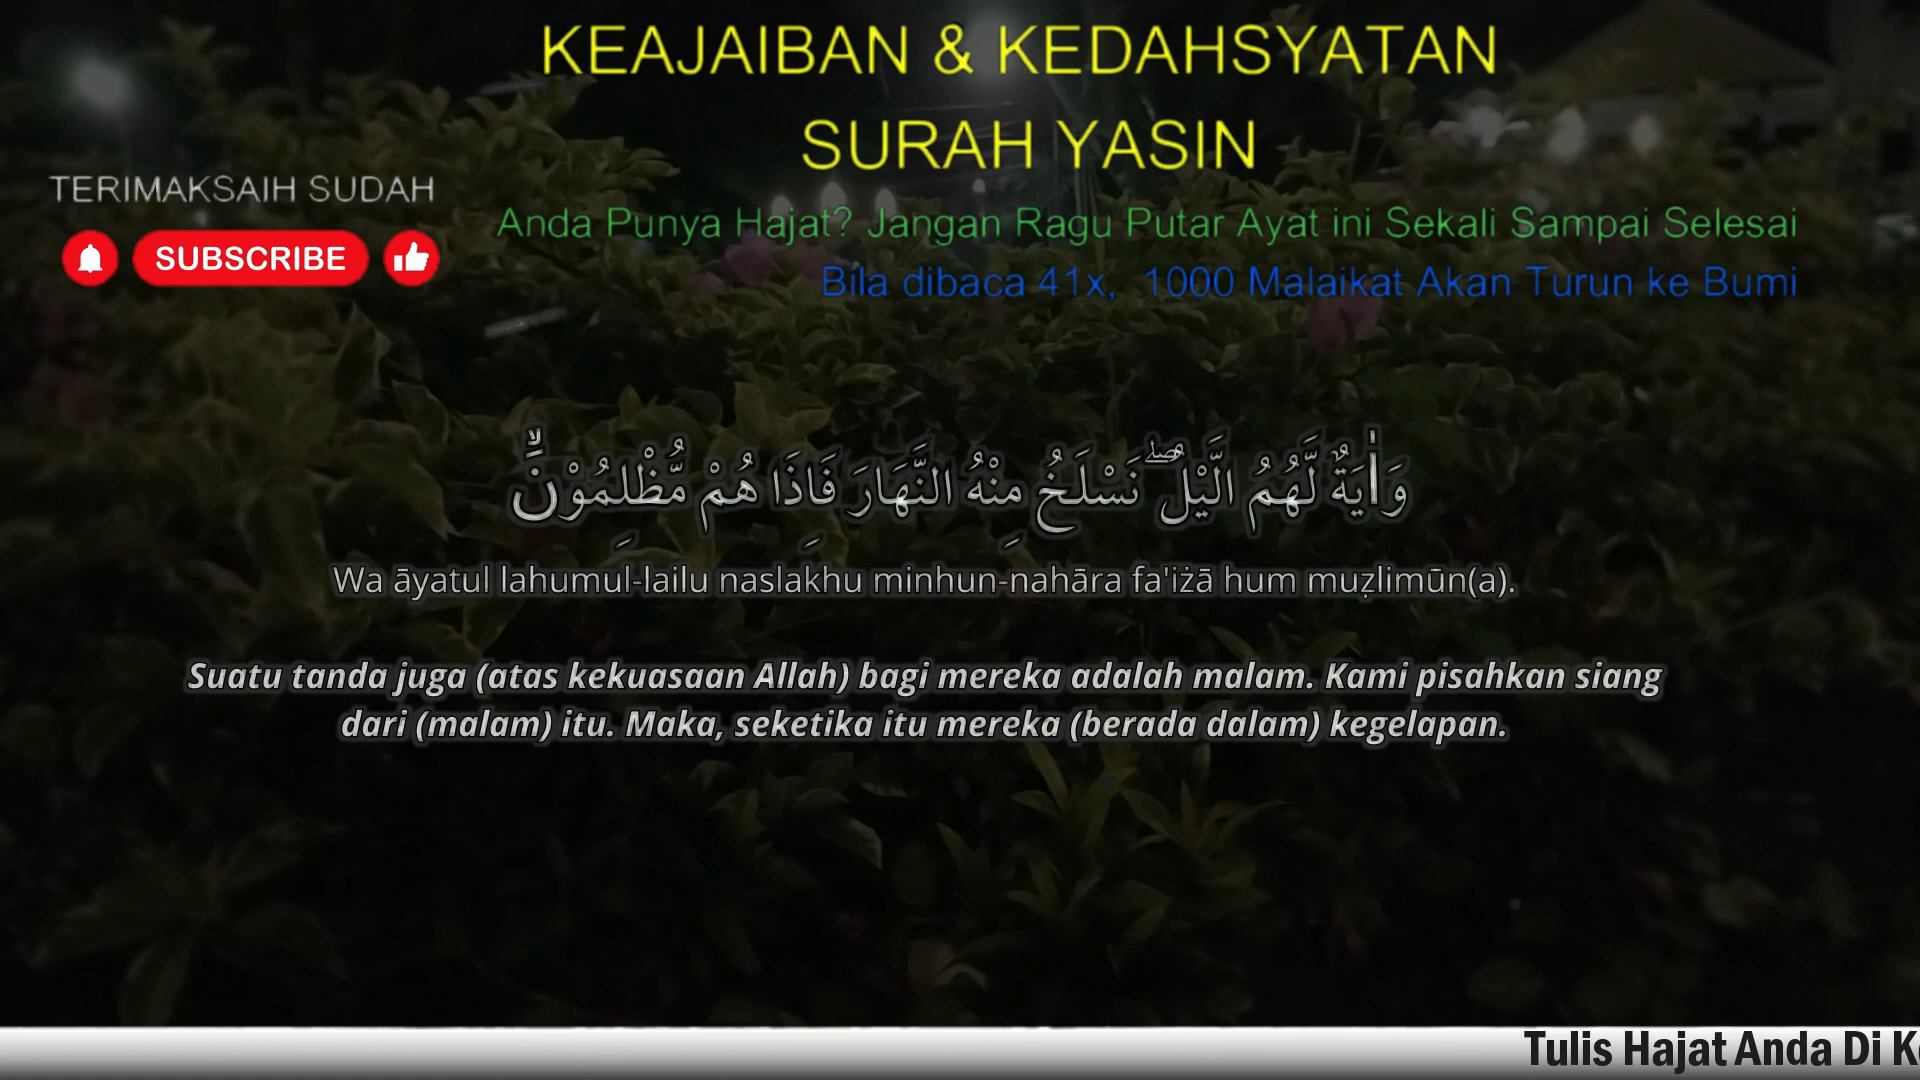 KEAJAIBAN & KEDAHSYATAN
SURAH YASIN
TERIMAKSAIH SUDAH
SUBSCRIBE
Anda Punya Hajat? Jangan Ragu Putar Ayat ini Sekali Sampai Selesai
Bila dibaca 41x, 1000 Malaikat Akan Turun ke Bumi
وَاٰيَةٌ لَّهُمُ الَّيْلُ ۖنَسْلَخُ مِنْهُ النَّهَارَ فَاِذَا هُمْ مُّظْلِمُوْنَۙ
Wa āyatul lahumul-lailu naslakhu minhun-nahāra fa'iżā hum muẓlimūn(a).
Suatu tanda juga (atas kekuasaan Allah) bagi mereka adalah malam. Kami pisahkan siang
dari (malam) itu. Maka, seketika itu mereka (berada dalam) kegelapan.
Tulis Hajat Anda Di